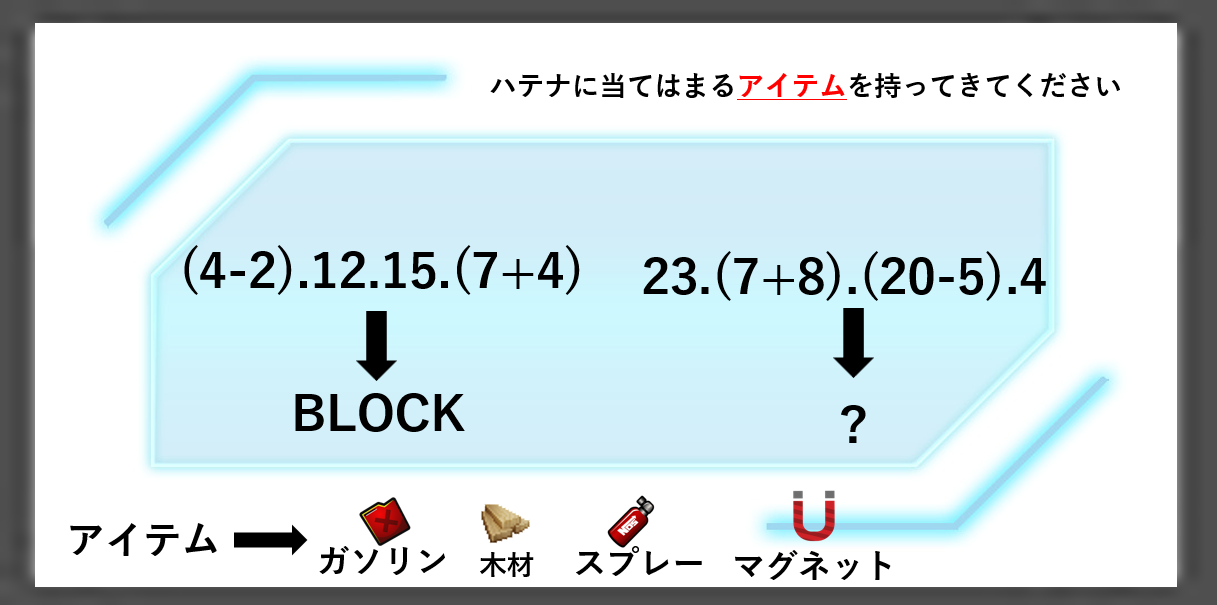 ハテナに当てはまるアイテムを持ってきてください
(4-2).12.15.(7+4)
23.(7+8).(20-5).4
BLOCK
?
アイテム
NOS
ガソリン
木材
スプレー
マグネット